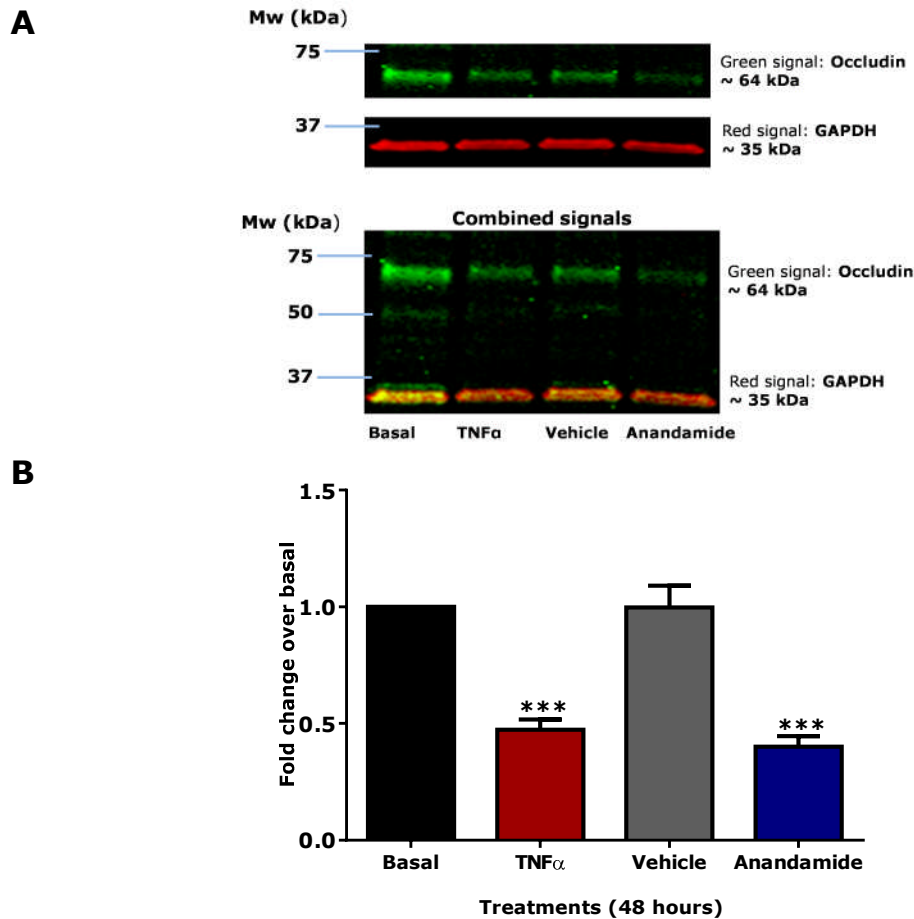 A
Mw (kDa)
75
Green signal: Occludin
~ 64 kDa
37
Red signal: GAPDH
~ 35 kDa
Mw (kDa)
Combined signals
75
Green signal: Occludin
~ 64 kDa
50
37
Red signal: GAPDH
~ 35 kDa
Basal TNFα Vehicle Anandamide
B
Fold change over basal
1.5
1.0
0.5
0.0
***
***
Basal TNFα Vehicle Anandamide
Treatments (48 hours)